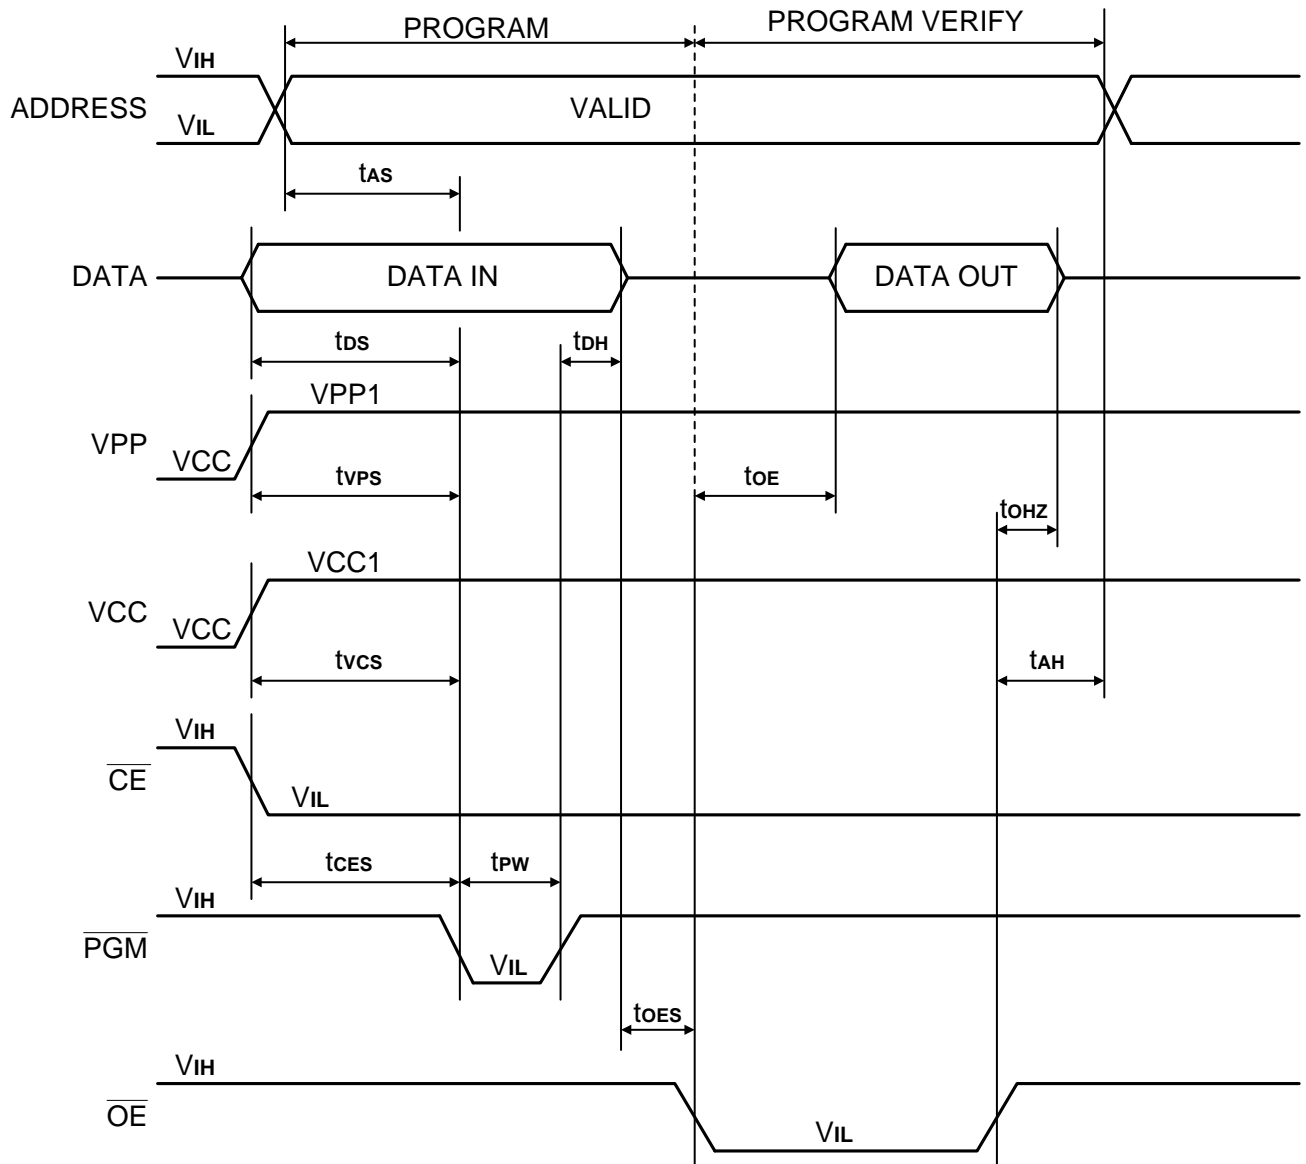 PROGRAM
PROGRAM VERIFY
VIH
ADDRESS
VALID
VIL
tAS
DATA
DATA IN
DATA OUT
tDS
tDH
VPP1
VPP
VCC
tVPS
tOE
tOHZ
VCC1
VCC
VCC
tVCS
tAH
VIH
CE
VIL
tCES
tPW
VIH
PGM
VIL
tOES
VIH
OE
VIL